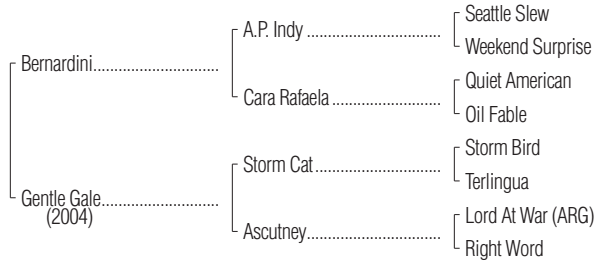 Seattle Slew
A.P. Indy ...........................
Weekend Surprise
Bernardini.........................
Quiet American
Cara Rafaela ......................
Oil Fable
Storm Bird
Storm Cat.........................
Terlingua
Gentle Gale.......................
(2004)
Lord At War (ARG)
Ascutney...........................
Right Word